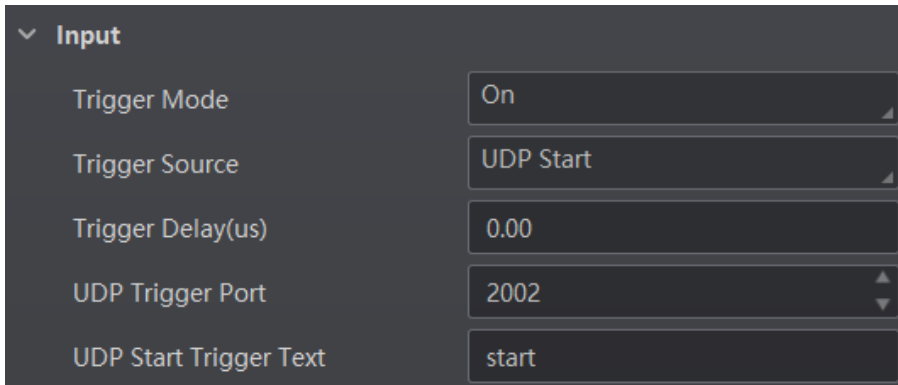 Input
Trigger Mode On
Trigger Source UDP Start
Trigger Delay(us) 0.00
UDP Trigger Port 2002
UDP Start Trigger Text start